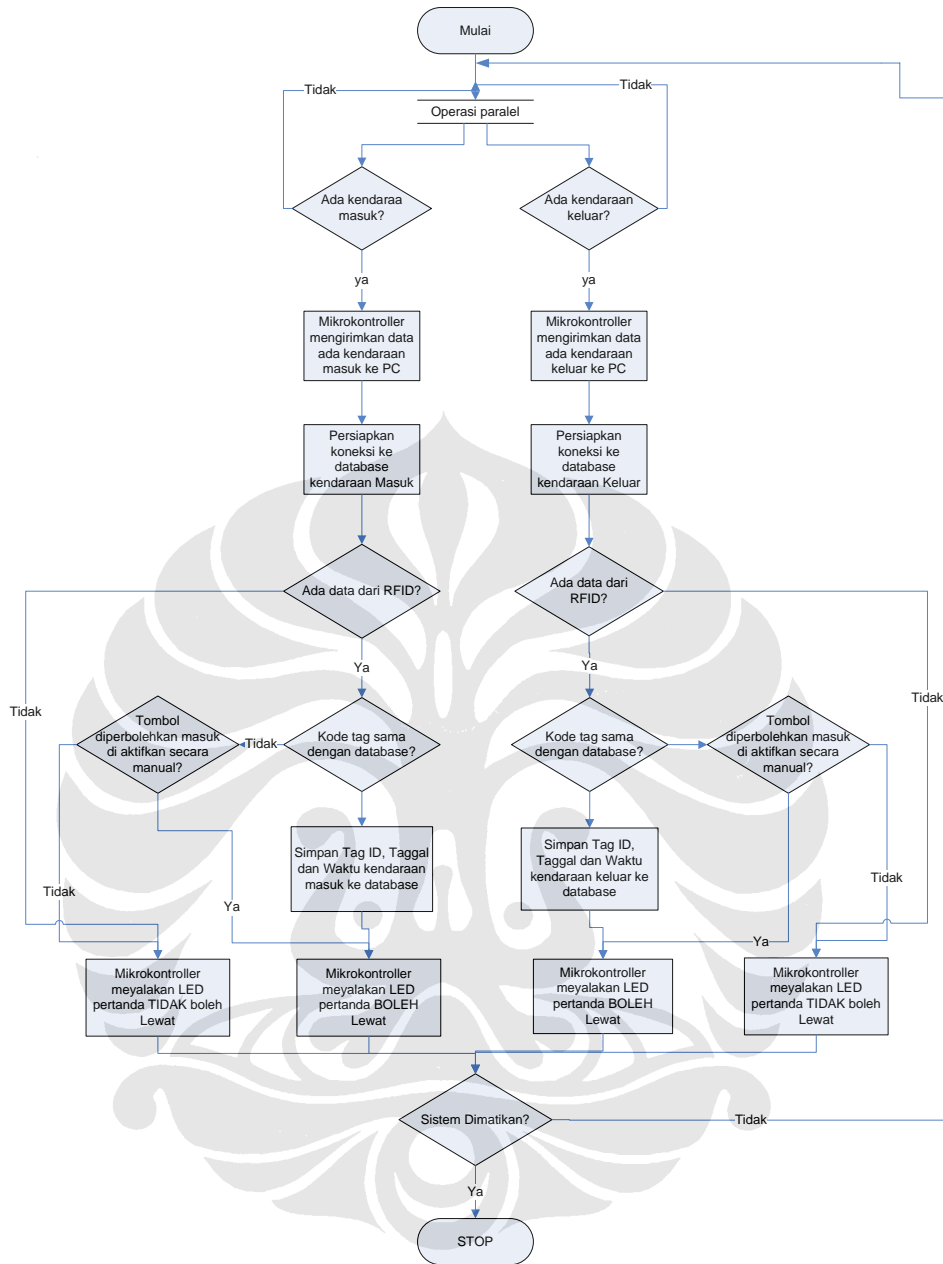 Mulai
Tidak
Tidak
Operasi paralel
Ada kendaraa
masuk?
Ada kendaraan
keluar?
ya
ya
Mikrokontroller
mengirimkan data
ada kendaraan
masuk ke PC
Mikrokontroller
mengirimkan data
ada kendaraan
keluar ke PC
Persiapkan
koneksi ke
database
kendaraan Masuk
Persiapkan
koneksi ke
database
kendaraan Keluar
Ada data dari RFID?
Ada data dari
RFID?
Ya
Ya
Tidak
Tidak
Tombol
diperbolehkan masuk
di aktifkan secara
manual?
Tidak
Kode tag sama
dengan database?
Kode tag sama
dengan database?
Tombol
diperbolehkan masuk
di aktifkan secara
manual?
Simpan Tag ID, Taggal
dan Waktu kendaraan
masuk ke database
Simpan Tag ID,
Taggal dan Waktu
kendaraan keluar ke
database
Tidak
Ya
Tidak
Ya
Mikrokontroller
meyalakan LED
pertanda TIDAK boleh
Lewat
Mikrokontroller
meyalakan LED
pertanda BOLEH
Lewat
Mikrokontroller
meyalakan LED
pertanda BOLEH
Lewat
Mikrokontroller
meyalakan LED
pertanda TIDAK boleh
Lewat
Sistem Dimatikan?
Tidak
Ya
STOP